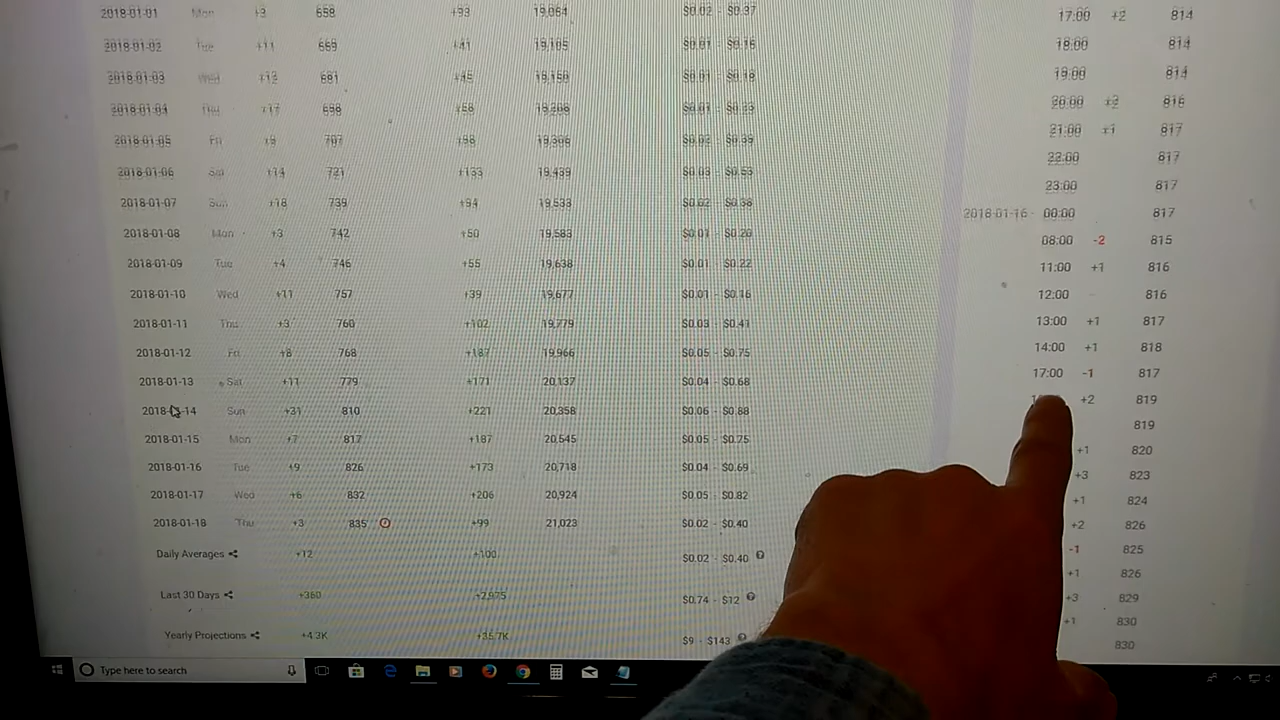 2018-01-01 Mon +3 658 +93 19,064 $0.02 - $0.37
2018-01-02 Tue +11 669 +41 19,105 $0.01 - $0.16
2018-01-03 Wed +12 681 +45 19,150 $0.01 - $0.18
2018-01-04 Thu +17 698 +58 19,208 $0.01 - $0.23
2018-01-05 Fri +9 707 +98 19,306 $0.02 - $0.39
2018-01-06 Sat +14 721 +133 19,439 $0.03 - $0.53
2018-01-07 Sun +18 739 +94 19,533 $0.02 - $0.38
2018-01-08 Mon +3 742 +50 19,583 $0.01 - $0.20
2018-01-09 Tue +4 746 +55 19,638 $0.01 - $0.22
2018-01-10 Wed +11 757 +39 19,677 $0.01 - $0.16
2018-01-11 Thu +3 760 +102 19,779 $0.03 - $0.41
2018-01-12 Fri +8 768 +187 19,966 $0.05 - $0.75
2018-01-13 Sat +11 779 +171 20,137 $0.04 - $0.68
2018-01-14 Sun +31 810 +221 20,358 $0.06 - $0.88
2018-01-15 Mon +7 817 +187 20,545 $0.05 - $0.75
2018-01-16 Tue +9 826 +173 20,718 $0.04 - $0.69
2018-01-17 Wed +6 832 +206 20,924 $0.05 - $0.82
2018-01-18 Thu +3 835 +99 21,023 $0.02 - $0.40
Daily Averages +12 +100 $0.02 - $0.40
Last 30 Days +360 +2,975 $0.74 - $12
Yearly Projections +4.3K +35.7K $9 - $143
17:00 +2 814
18:00 814
19:00 814
20:00 +2 816
21:00 +1 817
22:00 817
23:00 817
2018-01-16 00:00 817
08:00 -2 815
11:00 +1 816
12:00 816
13:00 +1 817
14:00 +1 818
17:00 -1 817
+2 819
819
+1 820
+3 823
+1 824
+2 826
-1 825
+1 826
+3 829
+1 830
830
Type here to search